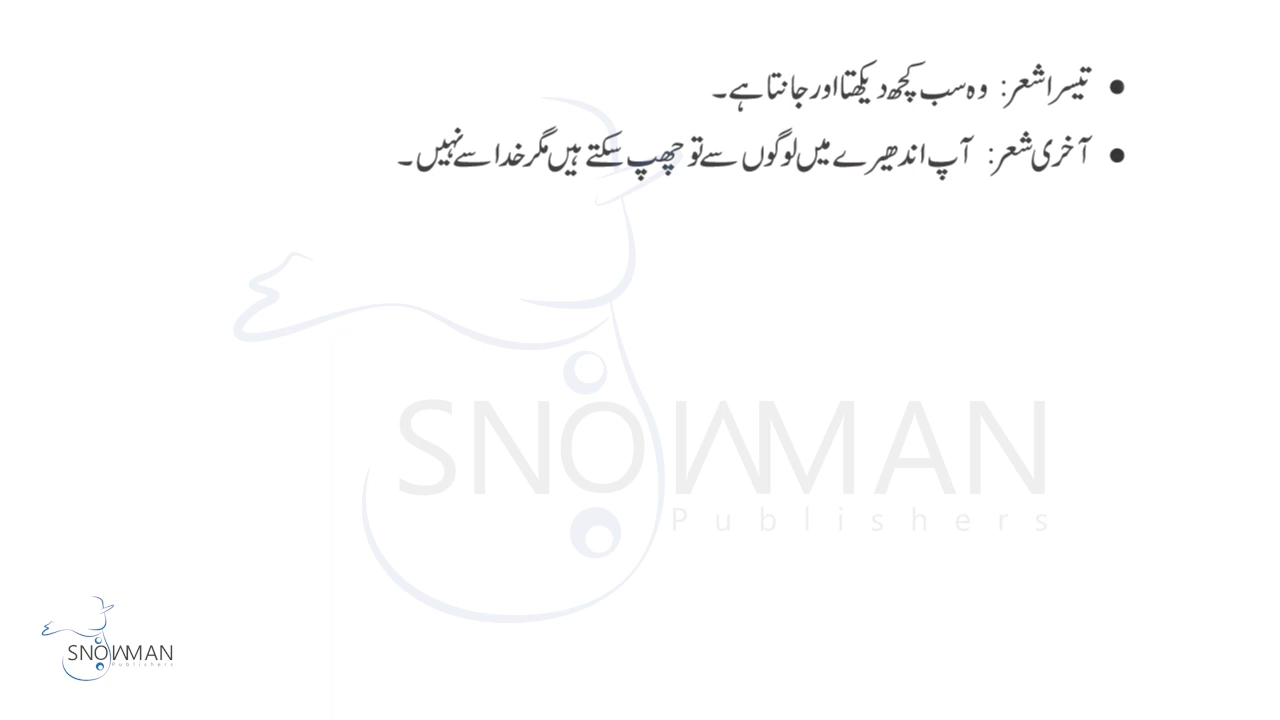 • تیسرا شعر: وہ سب کچھ دیکھتا اور جانتا ہے۔
• آخری شعر: آپ اندھیرے میں لوگوں سے تو چھپ سکتے ہیں مگر خدا سے نہیں۔
SNOWMAN
Publishers
SNOWMAN
Publishers